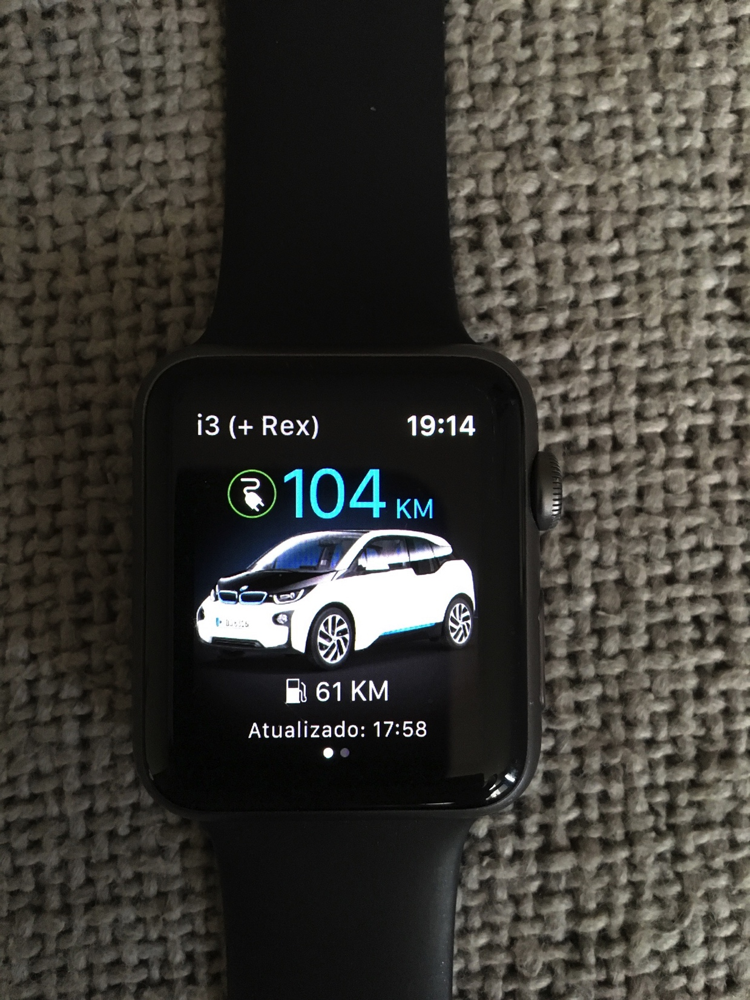 i3 (+ Rex) 19:14
104 KM
61 KM
Atualizado: 17:58